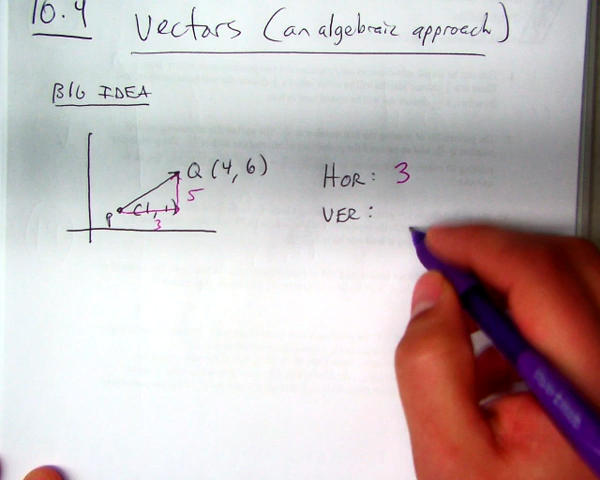 10.4 Vectors (an algebraic approach)
BIG IDEA
Q (4, 6)
5
P (1, 1)
3
HOR: 3
VER: